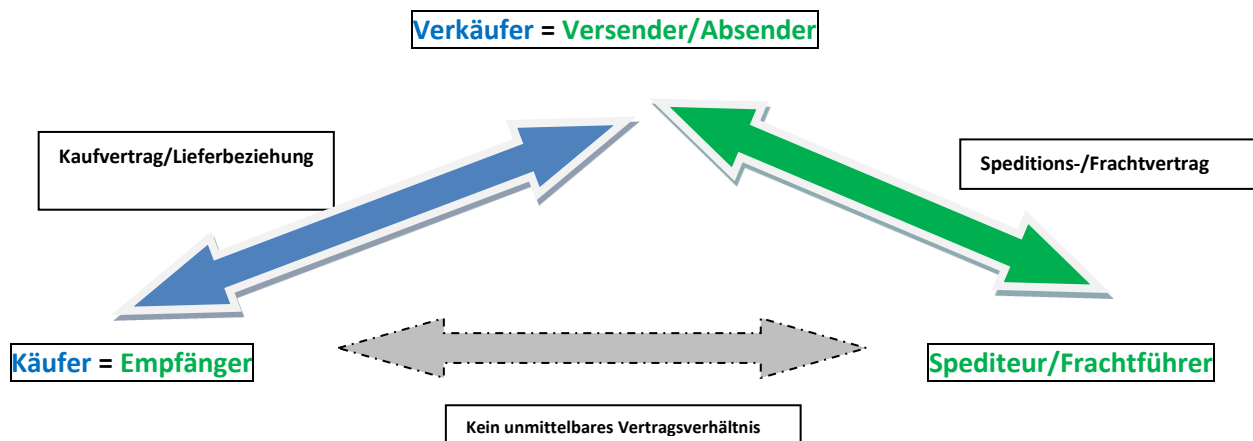 Verkäufer = Versender/Absender
Kaufvertrag/Lieferbeziehung
Speditions-/Frachtvertrag
Käufer = Empfänger
Spediteur/Frachtführer
Kein unmittelbares Vertragsverhältnis